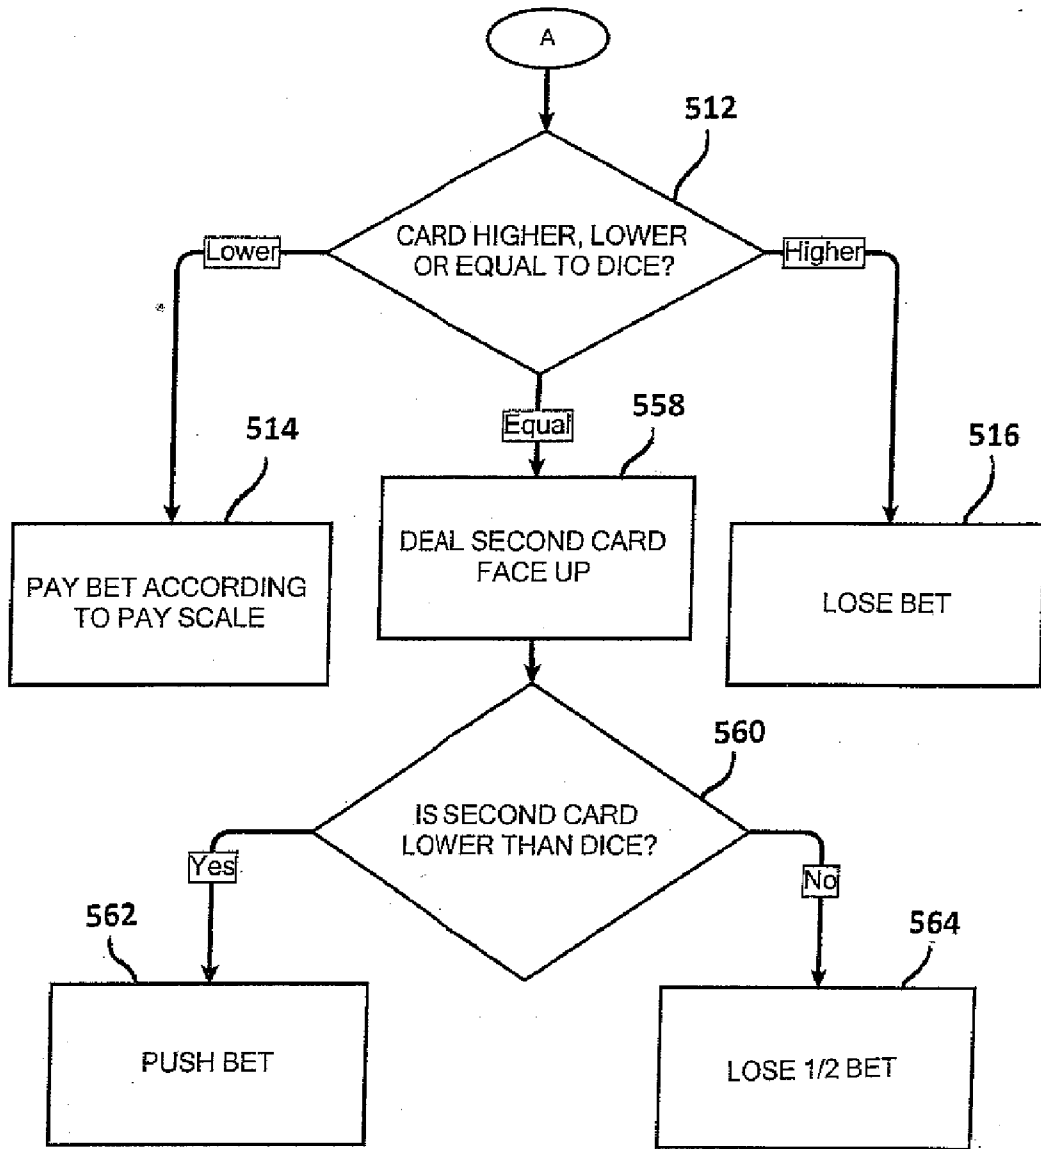 A
512
CARD HIGHER, LOWER
OR EQUAL TO DICE?
Lower
Higher
Equal
514
558
516
PAY BET ACCORDING
TO PAY SCALE
DEAL SECOND CARD
FACE UP
LOSE BET
560
IS SECOND CARD
LOWER THAN DICE?
Yes
No
562
564
PUSH BET
LOSE 1/2 BET